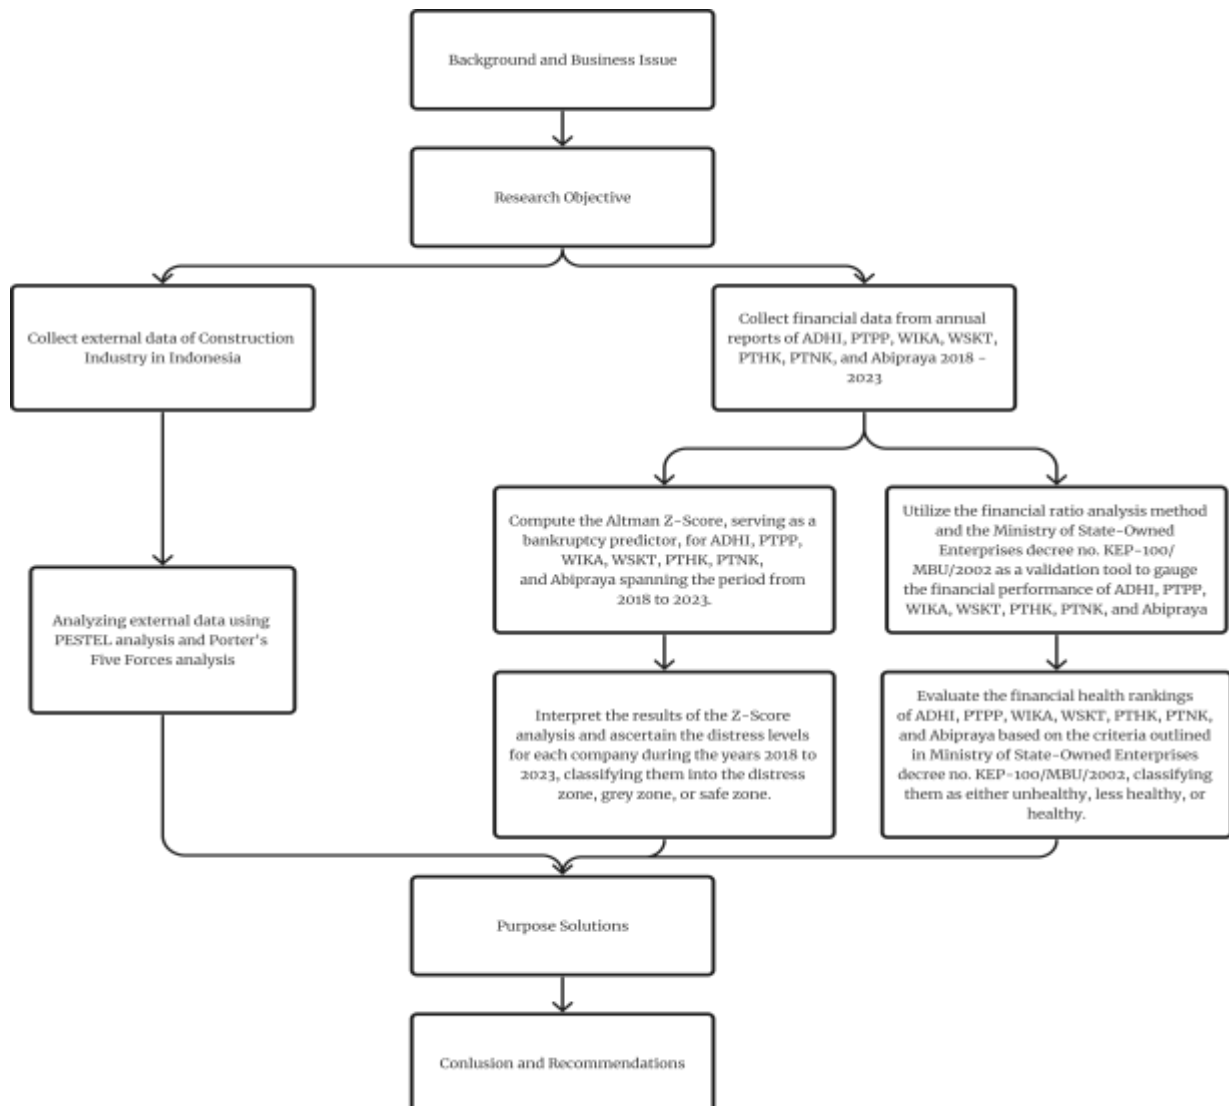 Background and Business Issue
Research Objective
Collect external data of Construction
Industry in Indonesia
Collect financial data from annual
reports of ADHI, PTPP, WIKA, WSKT,
PTHK, PTNK, and Abipraya 2018 -
2023
Analyzing external data using
PESTEL analysis and Porter's
Five Forces analysis
Compute the Altman Z-Score, serving as a
bankruptcy predictor, for ADHI, PTPP,
WIKA, WSKT, PTHK, PTNK,
and Abipraya spanning the period from
2018 to 2023.
Utilize the financial ratio analysis method
and the Ministry of State-Owned
Enterprises decree no. KEP-100/
MBU/2002 as a validation tool to gauge
the financial performance of ADHI, PTPP,
WIKA, WSKT, PTHK, PTNK, and Abipraya
Interpret the results of the Z-Score
analysis and ascertain the distress levels
for each company during the years 2018 to
2023, classifying them into the distress
zone, grey zone, or safe zone.
Evaluate the financial health rankings
of ADHI, PTPP, WIKA, WSKT, PTHK, PTNK,
and Abipraya based on the criteria outlined
in Ministry of State-Owned Enterprises
decree no. KEP-100/MBU/2002, classifying
them as either unhealthy, less healthy, or
healthy.
Purpose Solutions
Conlusion and Recommendations